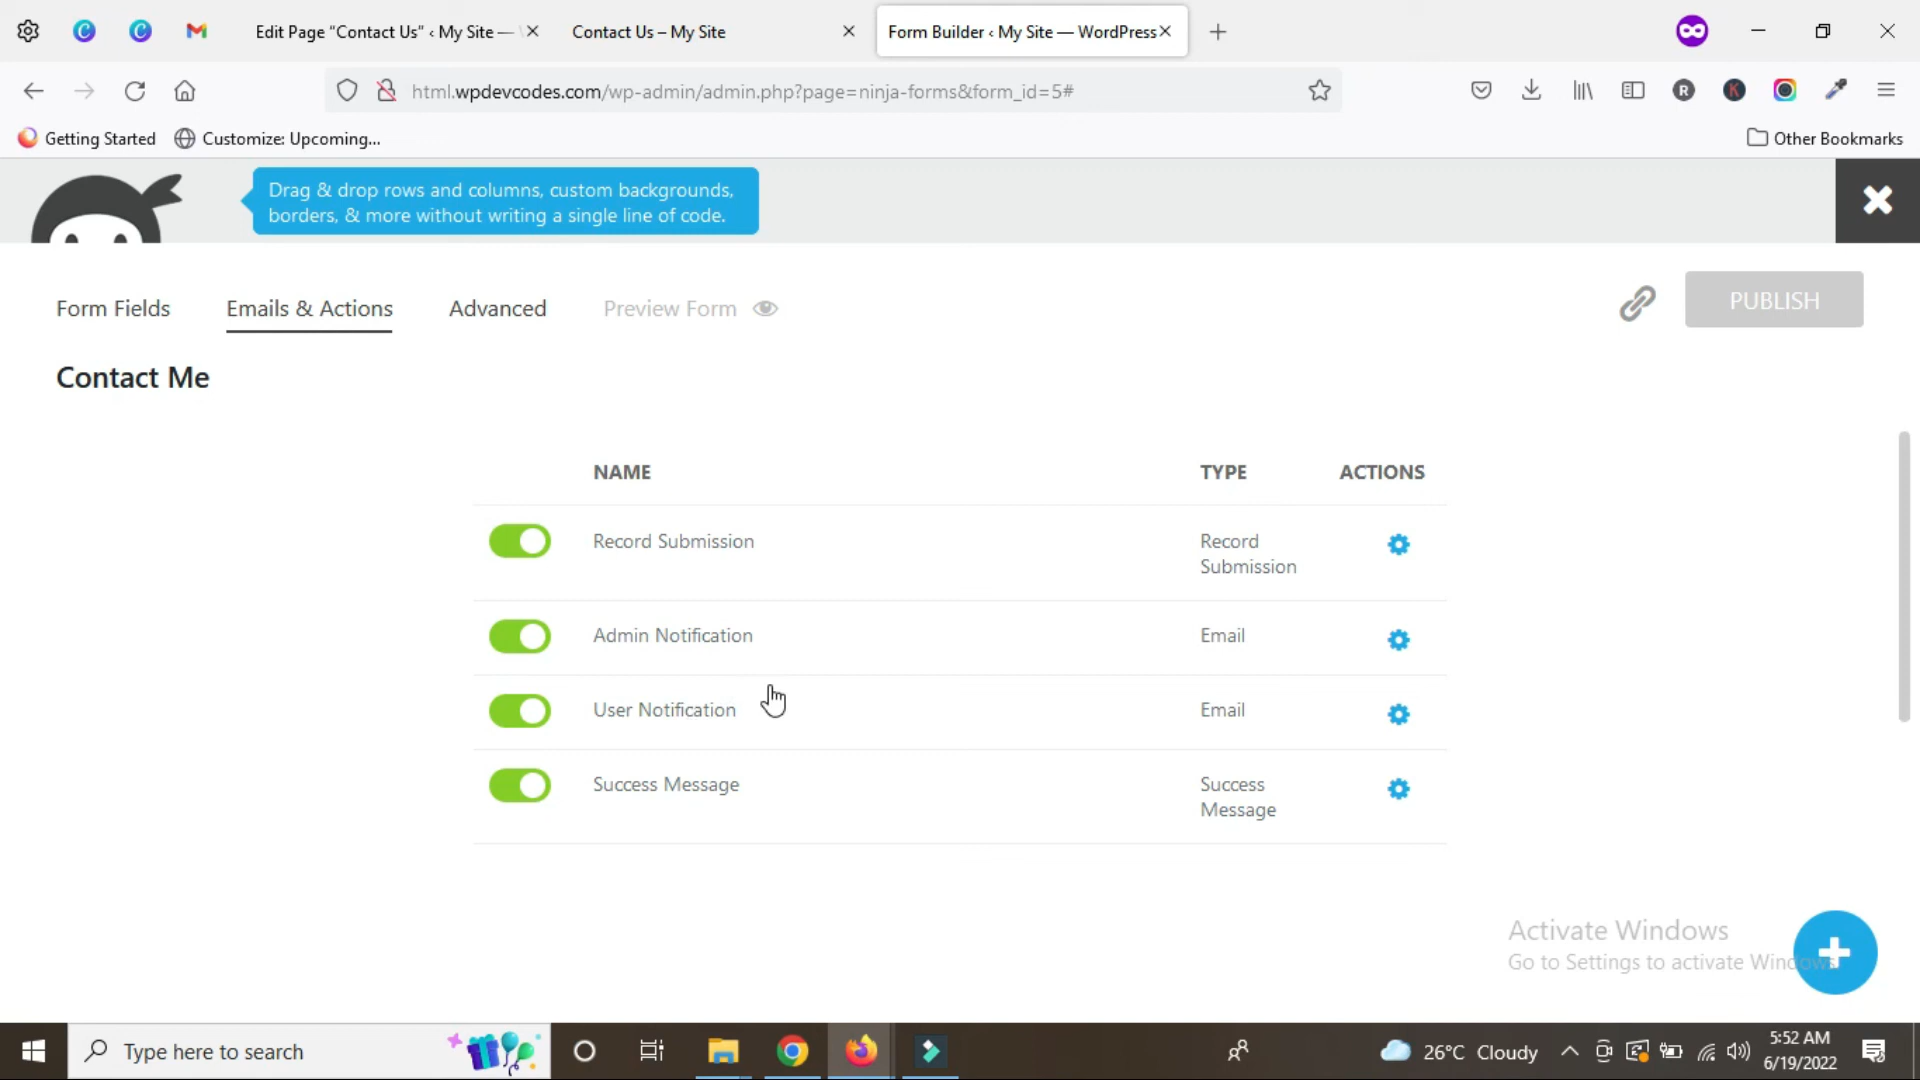 Edit Page “Contact Us” ‹ My Site —
Contact Us – My Site
Form Builder ‹ My Site — WordPress
html.wpdevcodes.com/wp-admin/admin.php?page=ninja-forms&form_id=5#
Getting Started
Customize: Upcoming...
Other Bookmarks
Drag & drop rows and columns, custom backgrounds,
borders, & more without writing a single line of code.
Form Fields
Emails & Actions
Advanced
Preview Form
PUBLISH
Contact Me
NAME
TYPE
ACTIONS
Record Submission
Record
Submission
Admin Notification
Email
User Notification
Email
Success Message
Success
Message
Activate Windows
Go to Settings to activate Windows.
Type here to search
26°C Cloudy
5:52 AM
6/19/2022